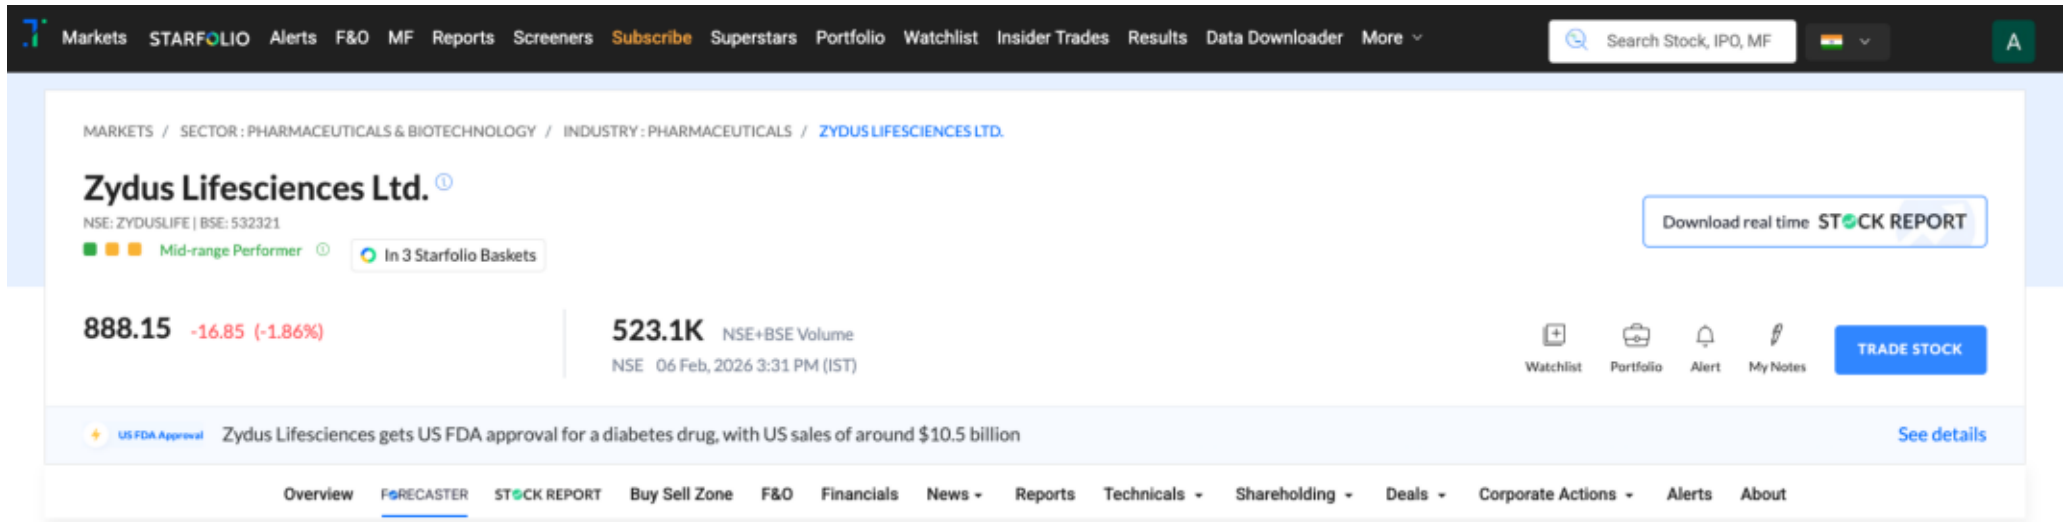 Markets STARFOLIO Alerts F&O MF Reports Screeners Subscribe Superstars Portfolio Watchlist Insider Trades Results Data Downloader More Search Stock, IPO, MF A
MARKETS / SECTOR : PHARMACEUTICALS & BIOTECHNOLOGY / INDUSTRY : PHARMACEUTICALS / ZYDUS LIFESCIENCES LTD.
Zydus Lifesciences Ltd.
NSE: ZYDUSLIFE | BSE: 532321
Mid-range Performer In 3 Starfolio Baskets
Download real time STOCK REPORT
888.15 -16.85 (-1.86%)
523.1K NSE+BSE Volume
NSE 06 Feb, 2026 3:31 PM (IST)
Watchlist Portfolio Alert My Notes TRADE STOCK
US FDA Approval Zydus Lifesciences gets US FDA approval for a diabetes drug, with US sales of around $10.5 billion See details
Overview FORECASTER STOCK REPORT Buy Sell Zone F&O Financials News Reports Technicals Shareholding Deals Corporate Actions Alerts About